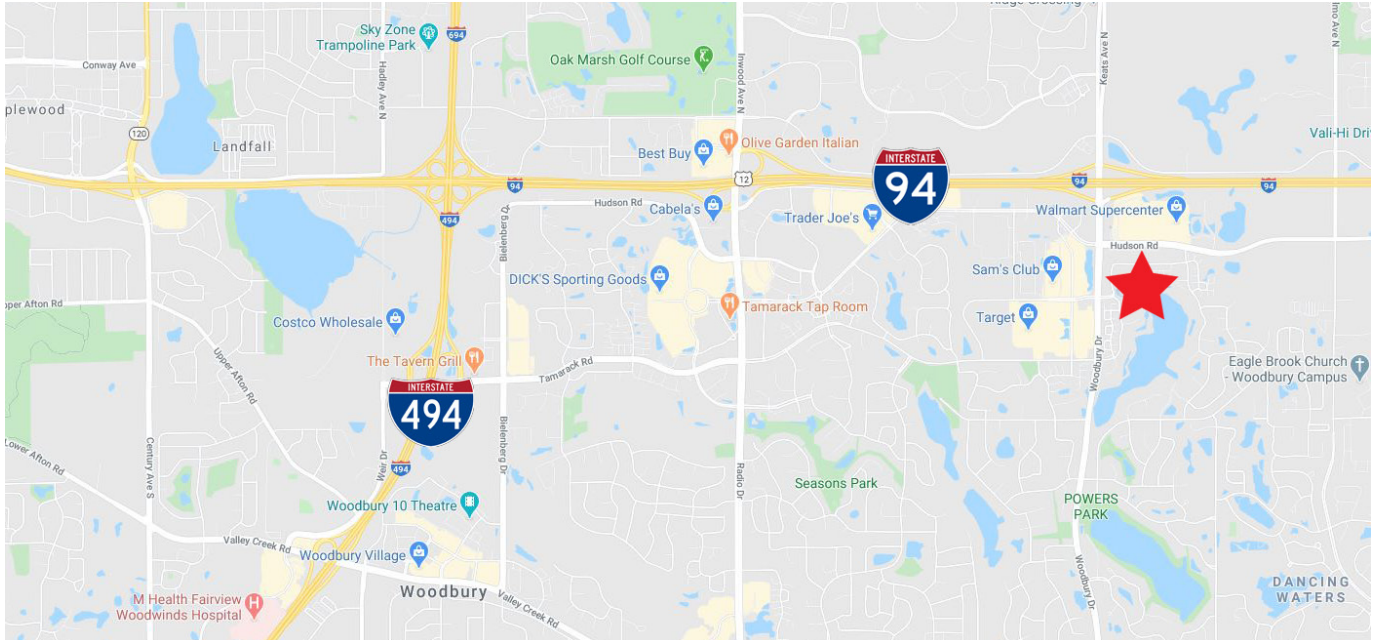 Ridge Crossing
Sky Zone
Trampoline Park
694
Oak Marsh Golf Course
Inwood Ave N
Keats Ave N
lmo Ave N
Conway Ave
Hadley Ave N
plewood
120
Landfall
Vali-Hi Dri
Olive Garden Italian
Best Buy
INTERSTATE
94
94
94
12
94
94
Hudson Rd
Cabela's
Trader Joe's
Walmart Supercenter
494
Bielenberg Dr
Hudson Rd
Sam's Club
DICK'S Sporting Goods
pper Afton Rd
Tamarack Tap Room
Target
Costco Wholesale
The Tavern Grill
Tamarack Rd
Woodbury Dr
Eagle Brook Church
- Woodbury Campus
INTERSTATE
494
Upper Afton Rd
Lower Afton Rd
Century Ave S
Weir Dr
494
Bielenberg Dr
Radio Dr
Seasons Park
POWERS
PARK
Woodbury 10 Theatre
Valley Creek Rd
Woodbury Village
Woodbury
Valley Creek Rd
Woodbury Dr
DANCING
WATERS
M Health Fairview
Woodwinds Hospital